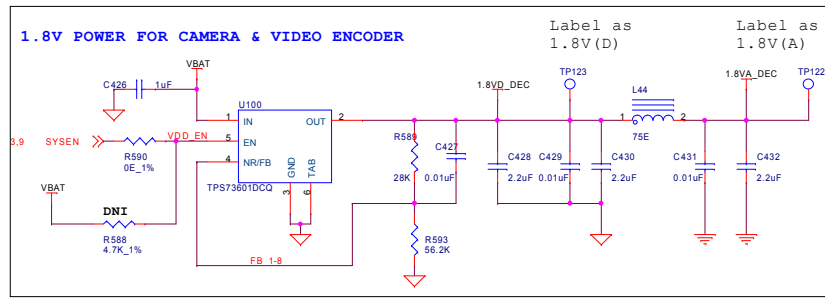 1.8V POWER FOR CAMERA & VIDEO ENCODER
Label as
1.8V(D)
Label as
1.8V(A)
VBAT
C426
1uF
U100
1.8VD_DEC
TP123
1.8VA_DEC
TP122
L44
1
IN
OUT
2
1
2
75E
3,9
SYSEN
VDD_EN
5
EN
R590
0E_1%
4
NR/FB
GND
TAB
3
6
TPS73601DCQ
R589
28K
C427
0.01uF
C428
2.2uF
C429
0.01uF
C430
2.2uF
C431
0.01uF
C432
2.2uF
VBAT
DNI
R588
4.7K_1%
R593
56.2K
FB_1-8